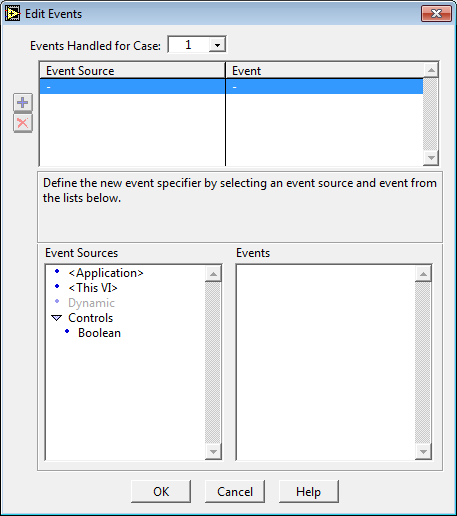 Edit Events
Events Handled for Case: 1
Event Source Event
- -
Define the new event specifier by selecting an event source and event from
the lists below.
Event Sources Events
<Application>
<This VI>
Dynamic
Controls
Boolean
OK Cancel Help